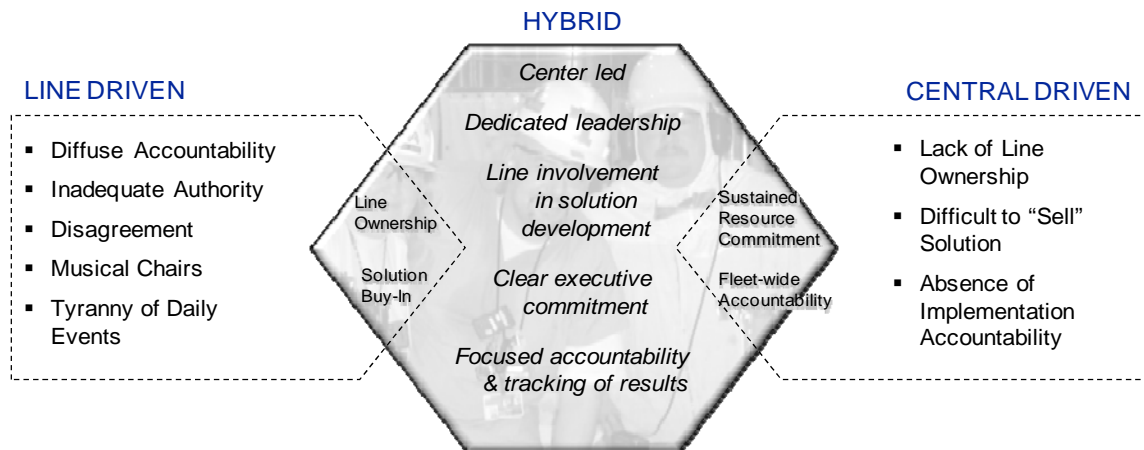 HYBRID
LINE DRIVEN
Diffuse Accountability
Inadequate Authority
Disagreement
Musical Chairs
Tyranny of Daily
Events
Line
Ownership
Solution
Buy-In
Center led
Dedicated leadership
Line involvement
in solution
development
Clear executive
commitment
Focused accountability
& tracking of results
Sustained
Resource
Commitment
Fleet-wide
Accountability
CENTRAL DRIVEN
Lack of Line
Ownership
Difficult to “Sell”
Solution
Absence of
Implementation
Accountability